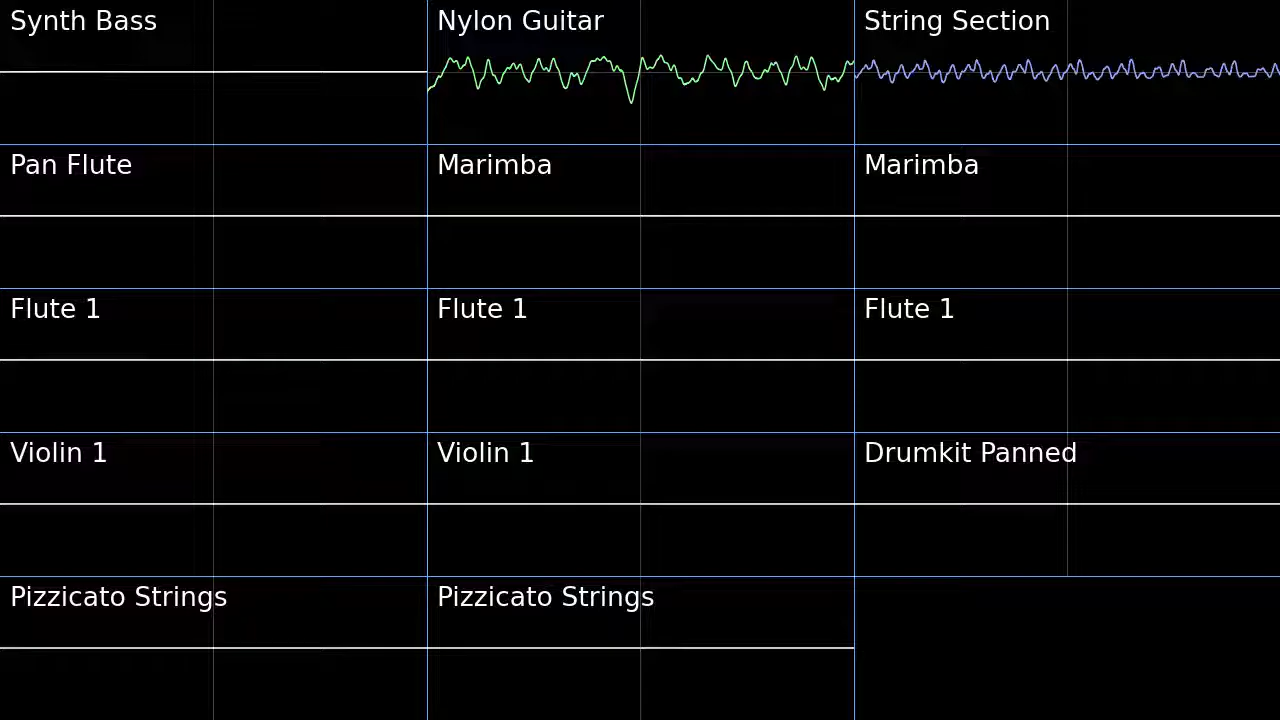 Synth Bass
Nylon Guitar
String Section
Pan Flute
Marimba
Marimba
Flute 1
Flute 1
Flute 1
Violin 1
Violin 1
Drumkit Panned
Pizzicato Strings
Pizzicato Strings